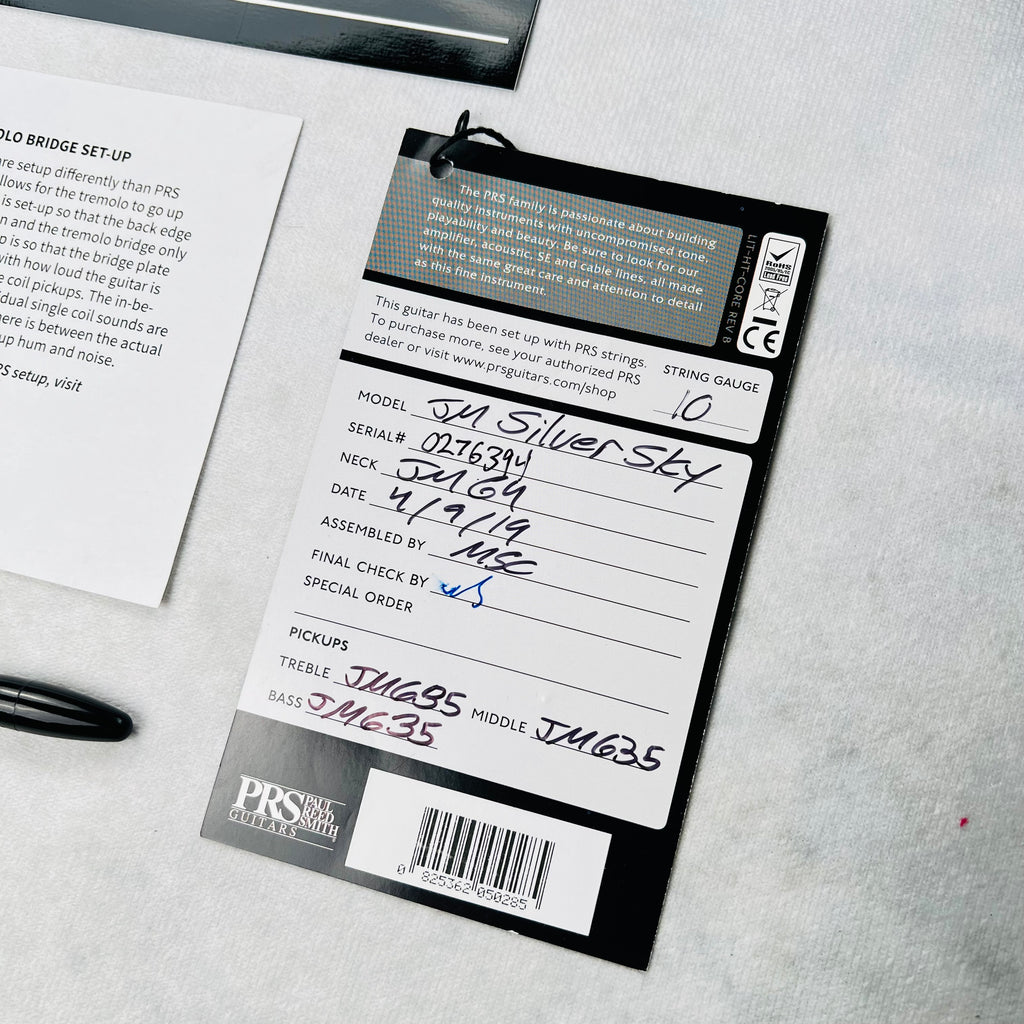 OLO BRIDGE SET-UP
are setup differently than PRS
llows for the tremolo to go up
is set-up so that the back edge
n and the tremolo bridge only
p is so that the bridge plate
with how loud the guitar is
e coil pickups. The in-be-
idual single coil sounds are
here is between the actual
up hum and noise.
RS setup, visit
The PRS family is passionate about building
quality instruments with uncompromised tone,
playability and beauty. Be sure to look for our
amplifier, acoustic, SE and cable lines, all made
with the same great care and attention to detail
as this fine instrument.
LIT-HT-CORE REV 8
RoHS
Lead Free
CE
This guitar has been set up with PRS strings.
To purchase more, see your authorized PRS
dealer or visit www.prsguitars.com/shop
STRING GAUGE
10
MODEL JM Silver Sky
SERIAL# 0276394
NECK JM64
DATE 4/9/19
ASSEMBLED BY MSC
FINAL CHECK BY
SPECIAL ORDER
PICKUPS
TREBLE JM635 MIDDLE JM635
BASS JM635
PRS PAUL REED SMITH
GUITARS
0 825362 050285